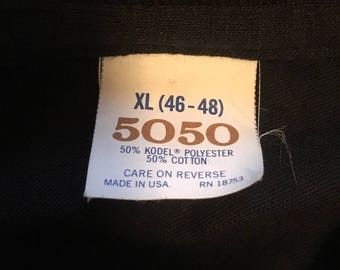 XL (46-48)
5050
50% KODEL® POLYESTER
50% COTTON
CARE ON REVERSE
MADE IN USA. RN 18753